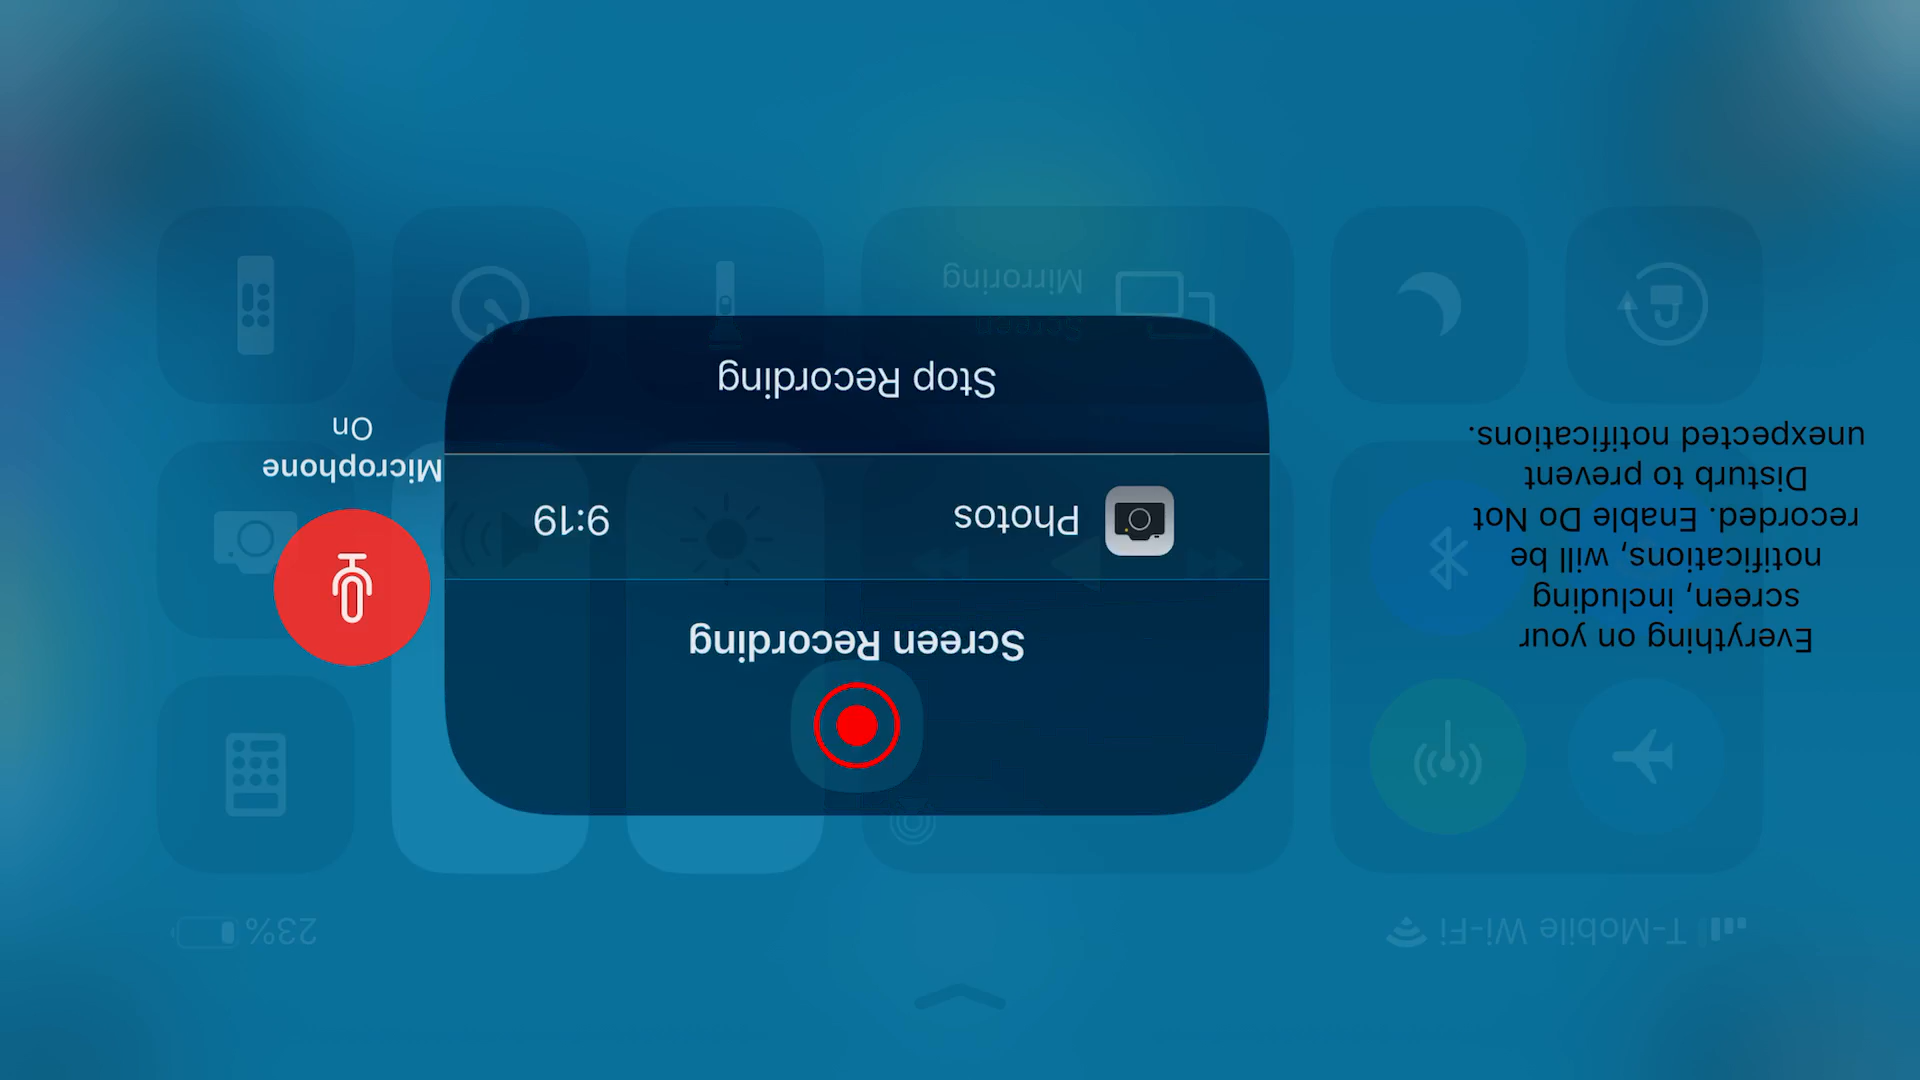 T-Mobile Wi-Fi
23%
Screen Recording
Photos
9:19
Stop Recording
Microphone
On
Everything on your
screen, including
notifications, will be
recorded. Enable Do Not
Disturb to prevent
unexpected notifications.
Screen
Mirroring